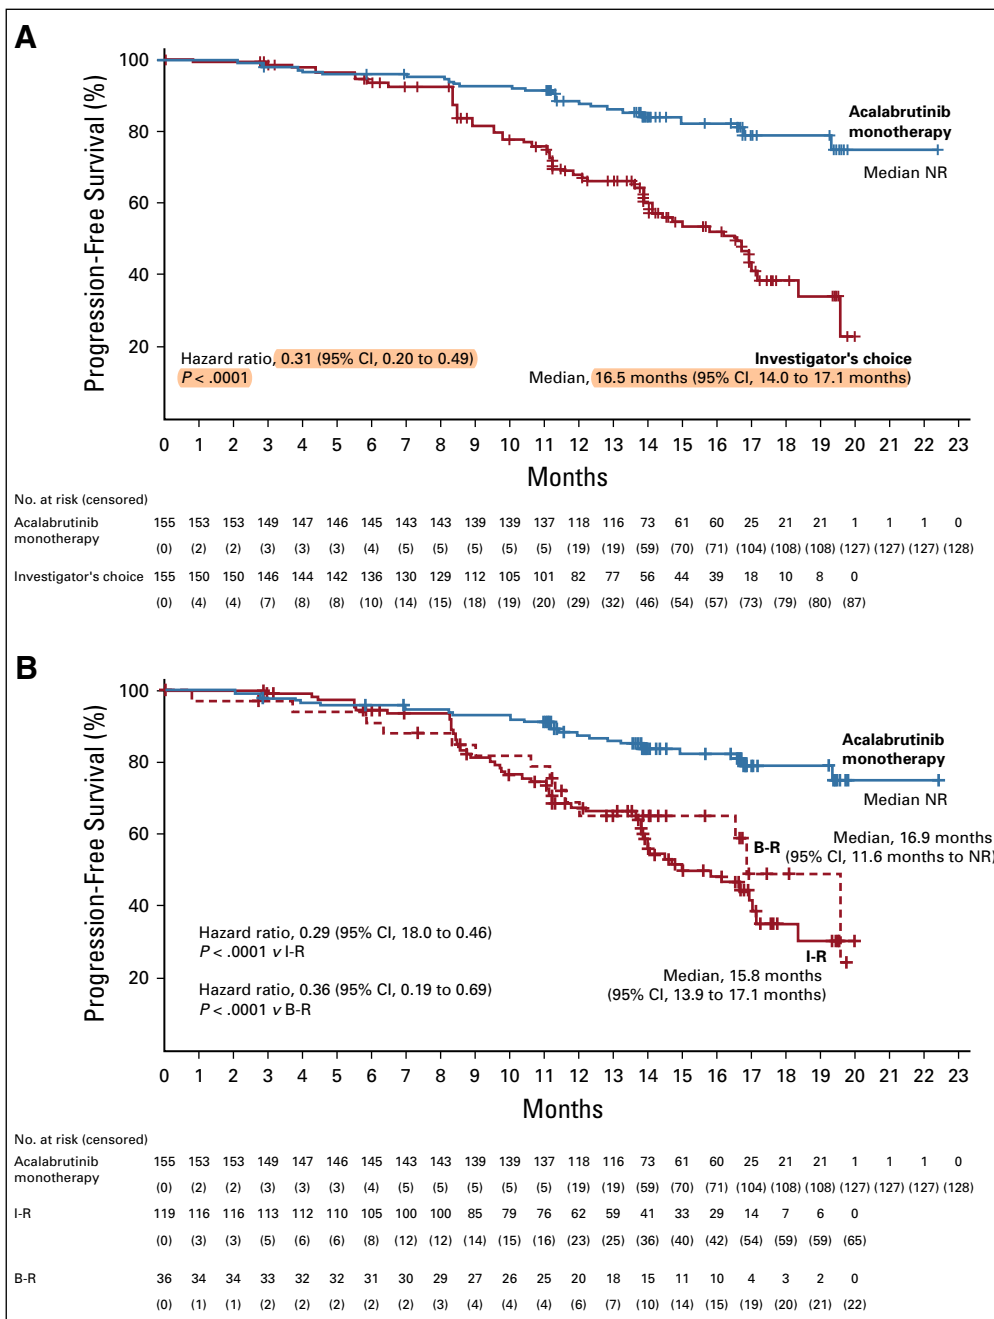 A
Progression-Free Survival (%)
100
80
60
40
20
Acalabrutinib
monotherapy
Median NR
Hazard ratio, 0.31 (95% CI, 0.20 to 0.49)
P < .0001
Investigator's choice
Median, 16.5 months (95% CI, 14.0 to 17.1 months)
0 1 2 3 4 5 6 7 8 9 10 11 12 13 14 15 16 17 18 19 20 21 22 23
Months
No. at risk (censored)
Acalabrutinib monotherapy 155 153 153 149 147 146 145 143 143 139 139 137 118 116 73 61 60 25 21 21 1 1 1 0
(0) (2) (2) (3) (3) (3) (4) (5) (5) (5) (5) (5) (19) (19) (59) (70) (71) (104) (108) (108) (127) (127) (127) (128)
Investigator's choice 155 150 150 146 144 142 136 130 129 112 105 101 82 77 56 44 39 18 10 8 0
(0) (4) (4) (7) (8) (8) (10) (14) (15) (18) (19) (20) (29) (32) (46) (54) (57) (73) (79) (80) (87)
B
Progression-Free Survival (%)
100
80
60
40
20
Acalabrutinib
monotherapy
Median NR
B-R
Median, 16.9 months
(95% CI, 11.6 months to NR)
Hazard ratio, 0.29 (95% CI, 18.0 to 0.46)
P < .0001 v I-R
Hazard ratio, 0.36 (95% CI, 0.19 to 0.69)
P < .0001 v B-R
I-R
Median, 15.8 months
(95% CI, 13.9 to 17.1 months)
0 1 2 3 4 5 6 7 8 9 10 11 12 13 14 15 16 17 18 19 20 21 22 23
Months
No. at risk (censored)
Acalabrutinib monotherapy 155 153 153 149 147 146 145 143 143 139 139 137 118 116 73 61 60 25 21 21 1 1 1 0
(0) (2) (2) (3) (3) (3) (4) (5) (5) (5) (5) (5) (19) (19) (59) (70) (71) (104) (108) (108) (127) (127) (127) (128)
I-R 119 116 116 113 112 110 105 100 100 85 79 76 62 59 41 33 29 14 7 6 0
(0) (3) (3) (5) (6) (6) (8) (12) (12) (14) (15) (16) (23) (25) (36) (40) (42) (54) (59) (59) (65)
B-R 36 34 34 33 32 32 31 30 29 27 26 25 20 18 15 11 10 4 3 2 0
(0) (1) (1) (2) (2) (2) (2) (2) (3) (4) (4) (4) (6) (7) (10) (14) (15) (19) (20) (21) (22)